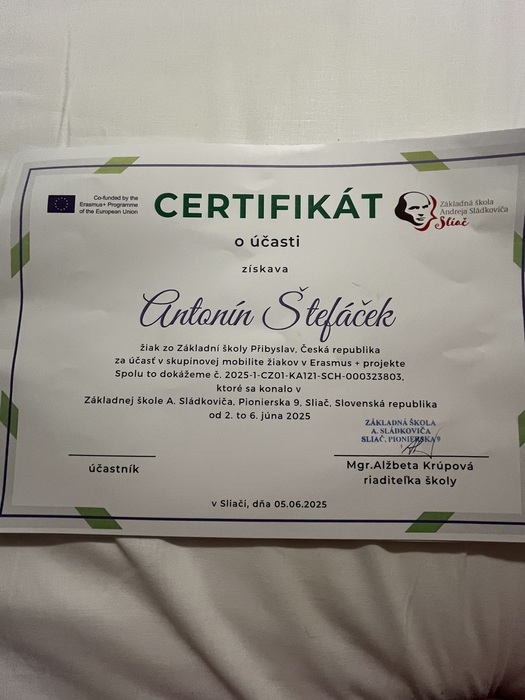 Co-funded by the
Erasmus+ Programme
of the European Union
CERTIFIKÁT
Základná škola
Andreja Sládkoviča
Sliač
o účasti
získava
Antonín Štefáček
žiak zo Základní školy Přibyslav, Česká republika
za účasť v skupinovej mobilite žiakov v Erasmus + projekte
Spolu to dokážeme č. 2025-1-CZ01-KA121-SCH-000323803,
ktoré sa konalo v
Základnej škole A. Sládkoviča, Pionierska 9, Sliač, Slovenská republika
od 2. to 6. júna 2025
ZÁKLADNÁ ŠKOLA
A. SLÁDKOVIČA
SLIAČ, PIONIERSKA 9
účastník
Mgr.Alžbeta Krúpová
riaditeľka školy
v Sliači, dňa 05.06.2025